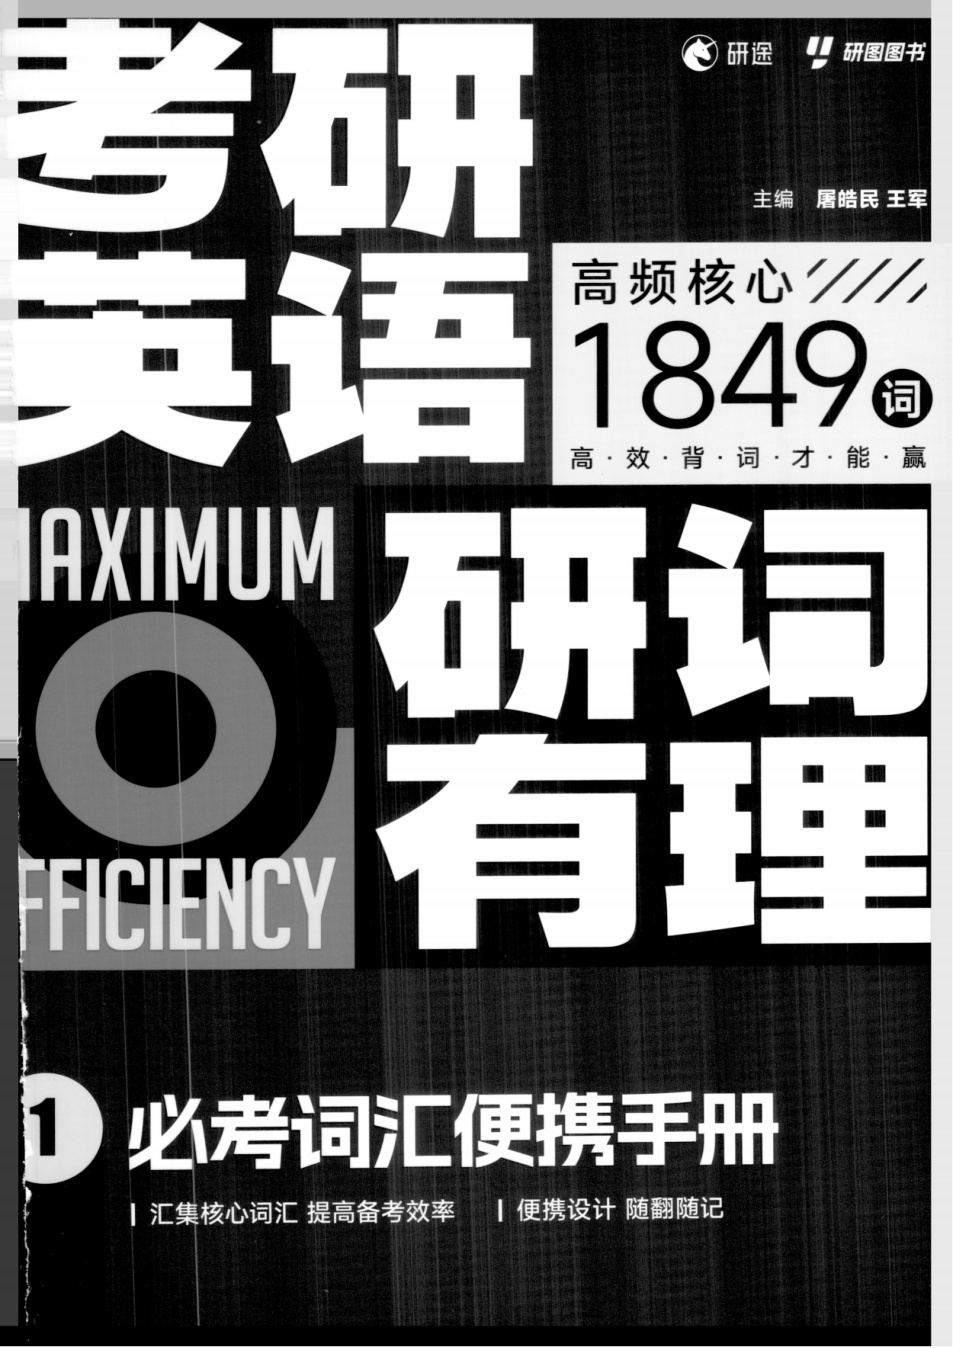 考研
英语
研途 研图图书
主编 屠皓民 王军
高频核心
1849词
高·效·背·词·才·能·赢
MAXIMUM
EFFICIENCY
研词
有理
1 必考词汇便携手册
汇集核心词汇 提高备考效率 便携设计 随翻随记